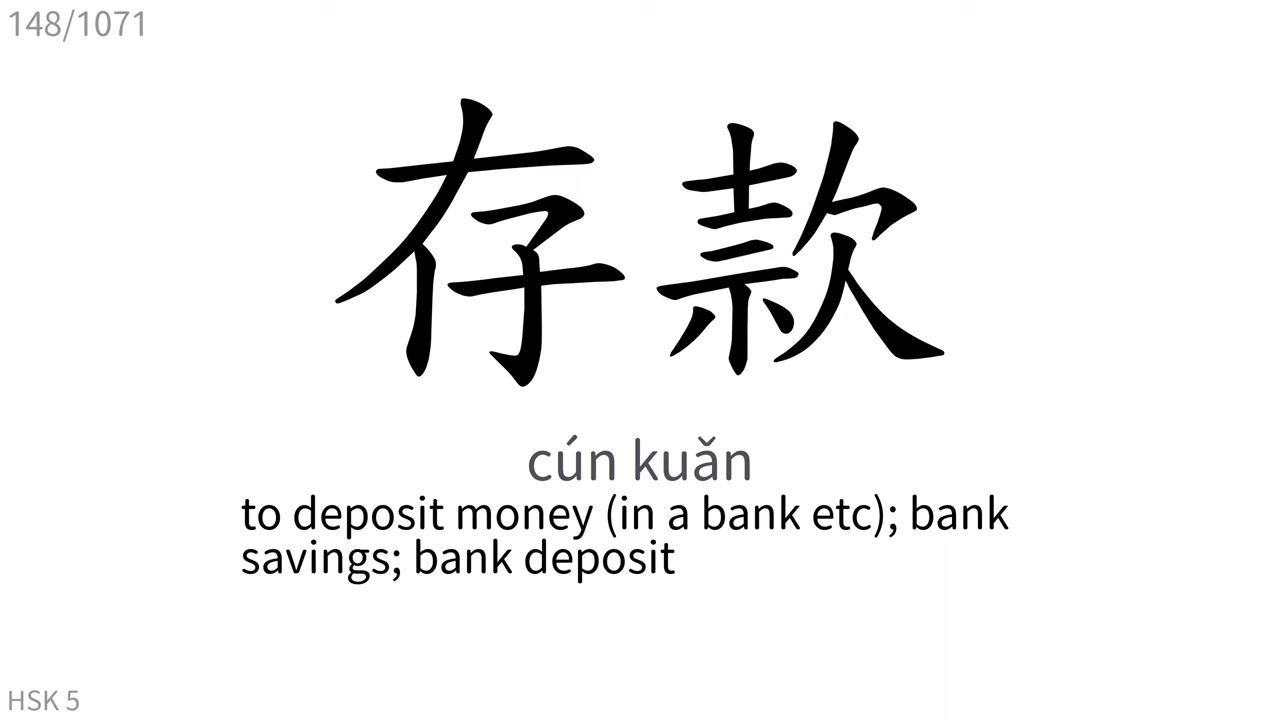 148/1071
存款
cún kuǎn
to deposit money (in a bank etc); bank
savings; bank deposit
HSK 5